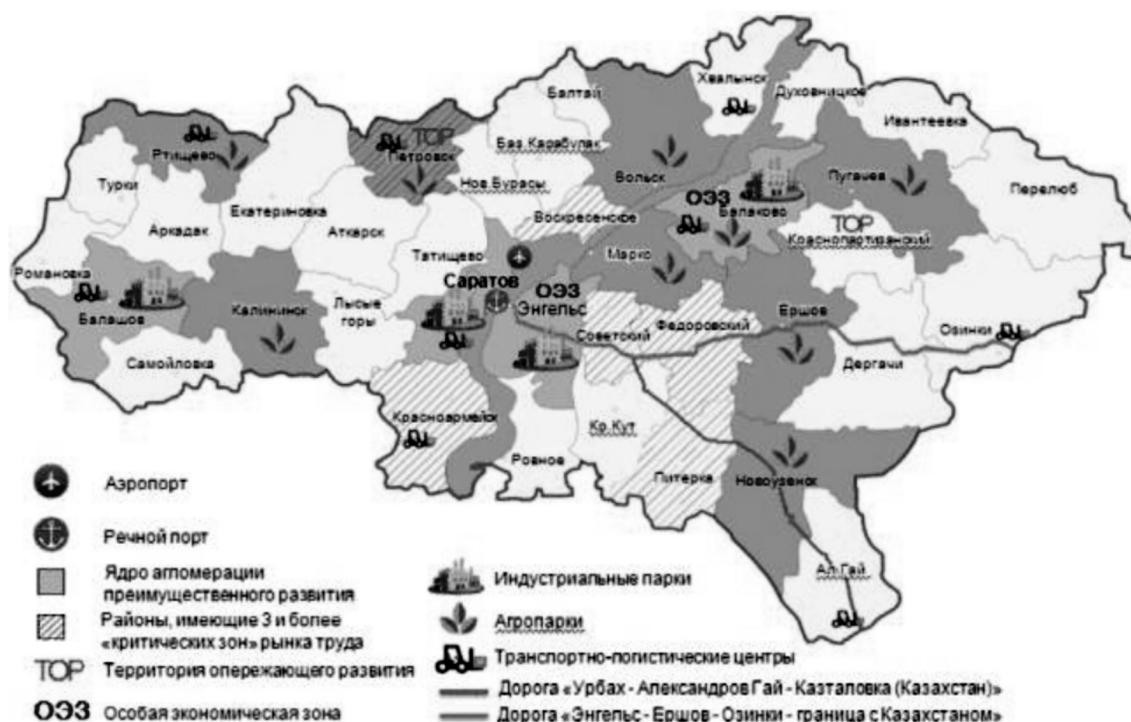 Хвалынск
Балтай
Духовницкое
Ивантеевка
Ртищево
ТОР
Петровск
Баз.Карабулак
Вольск
Пугачев
Перелюб
Турки
Нов.Бурасы
ОЭЗ
Балаково
Екатериновка
Воскресенское
ТОР
Аркадак
Аткарск
Краснопартизанский
Татищево
Маркс
Романовка
Саратов
ОЭЗ
Энгельс
Балашов
Калининск
Лысые
горы
Советский
Федоровский
Ершов
Озинки
Самойловка
Дергачи
Красноармейск
Кр.Кут
Ровное
Питерка
Новоузенск
Ал.Гай
Аэропорт
Речной порт
Ядро агломерации
преимущественного развития
Районы, имеющие 3 и более
«критических зон» рынка труда
ТОР Территория опережающего развития
ОЭЗ Особая экономическая зона
Индустриальные парки
Агропарки
Транспортно-логистические центры
Дорога «Урбах - Александров Гай - Казталовка (Казахстан)»
Дорога «Энгельс - Ершов - Озинки - граница с Казахстаном»